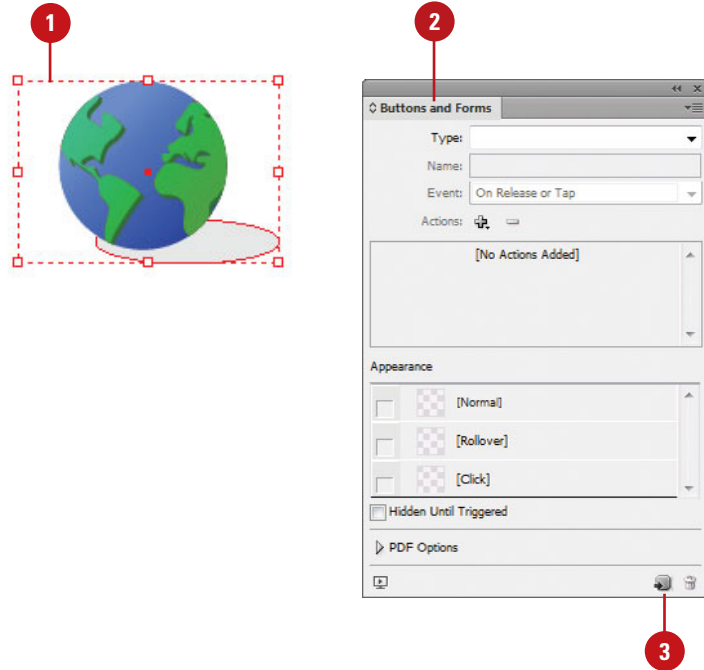 1
2
Buttons and Forms
Type:
Name:
Event: On Release or Tap
Actions:
[No Actions Added]
Appearance
[Normal]
[Rollover]
[Click]
Hidden Until Triggered
PDF Options
3